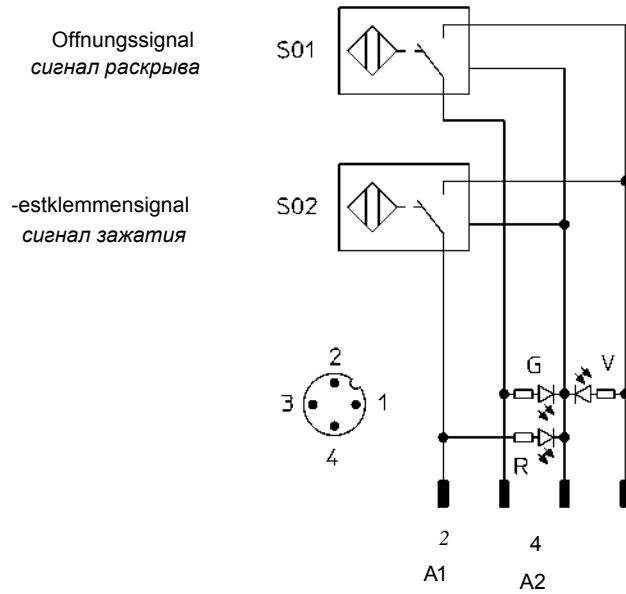 Offnungssignal
сигнал раскрыва
S01
-estklemmensignal
сигнал зажатия
S02
2
3
1
4
G
V
R
2
4
A1
A2